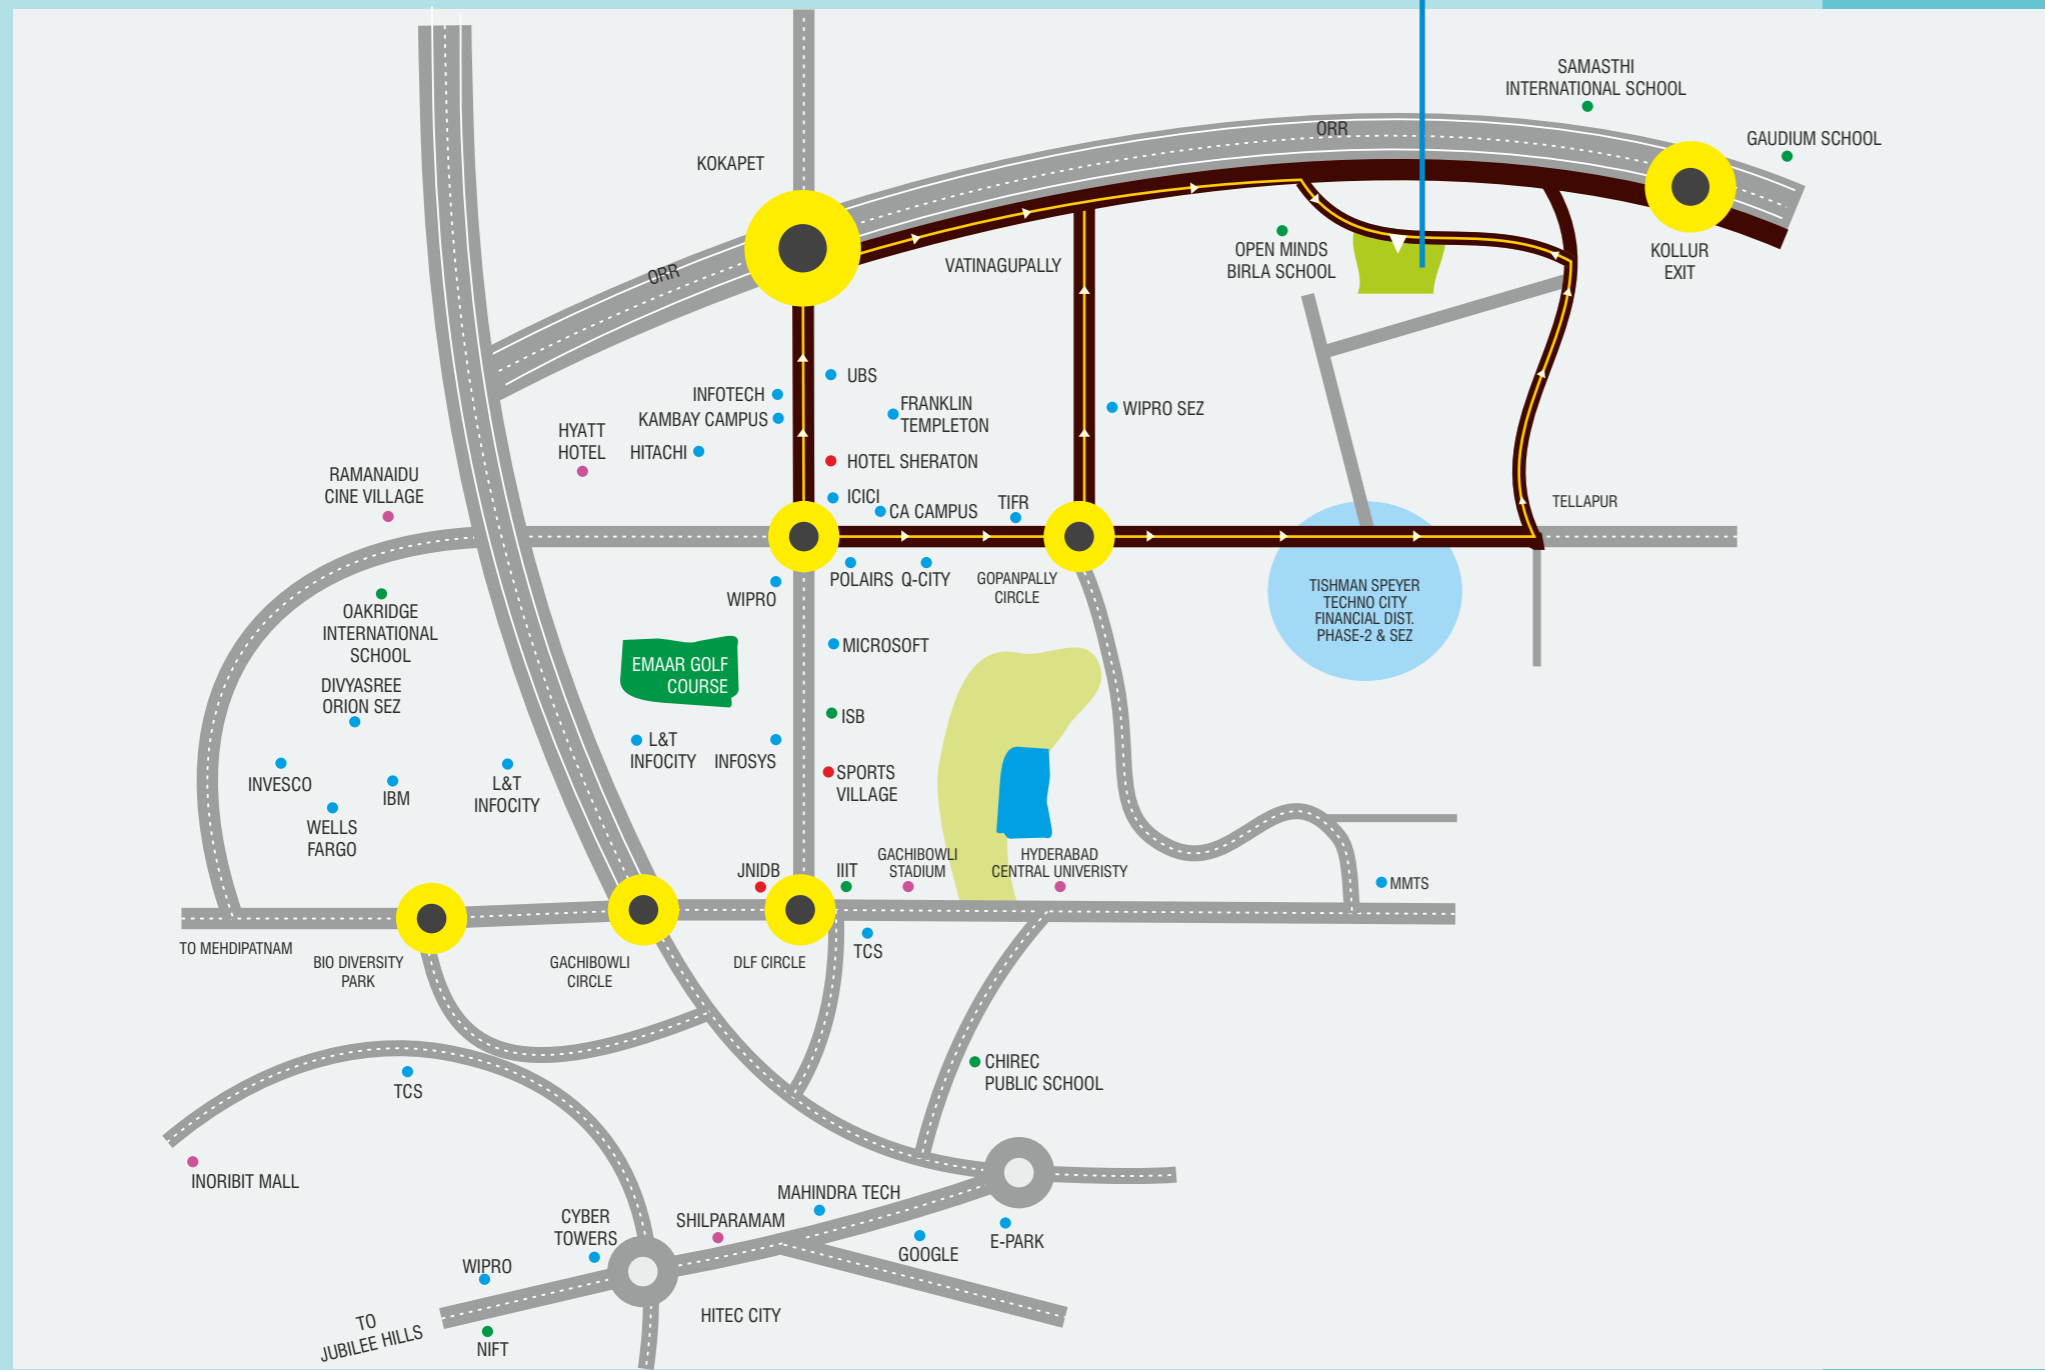 SAMASTHI
INTERNATIONAL SCHOOL
ORR
GAUDIUM SCHOOL
KOKAPET
OPEN MINDS
BIRLA SCHOOL
KOLLUR
EXIT
VATINAGUPALLY
ORR
UBS
INFOTECH
KAMBAY CAMPUS
FRANKLIN
TEMPLETON
WIPRO SEZ
HYATT
HOTEL
HITACHI
HOTEL SHERATON
RAMANAIDU
CINE VILLAGE
ICICI
CA CAMPUS
TIFR
TELLAPUR
POLAIRS
Q-CITY
GOPANPALLY
CIRCLE
WIPRO
TISHMAN SPEYER
TECHNO CITY
FINANCIAL DIST.
PHASE-2 & SEZ
OAKRIDGE
INTERNATIONAL
SCHOOL
MICROSOFT
EMAAR GOLF
COURSE
DIVYASREE
ORION SEZ
ISB
L&T
INFOCITY
INFOSYS
SPORTS
VILLAGE
INVESCO
IBM
L&T
INFOCITY
WELLS
FARGO
JNIDB
IIIT
GACHIBOWLI
STADIUM
HYDERABAD
CENTRAL UNIVERISTY
MMTS
TO MEHDIPATNAM
BIO DIVERSITY
PARK
GACHIBOWLI
CIRCLE
DLF CIRCLE
TCS
CHIREC
PUBLIC SCHOOL
TCS
INORIBIT MALL
MAHINDRA TECH
CYBER
TOWERS
SHILPARAMAM
E-PARK
GOOGLE
WIPRO
HITEC CITY
TO
JUBILEE HILLS
NIFT